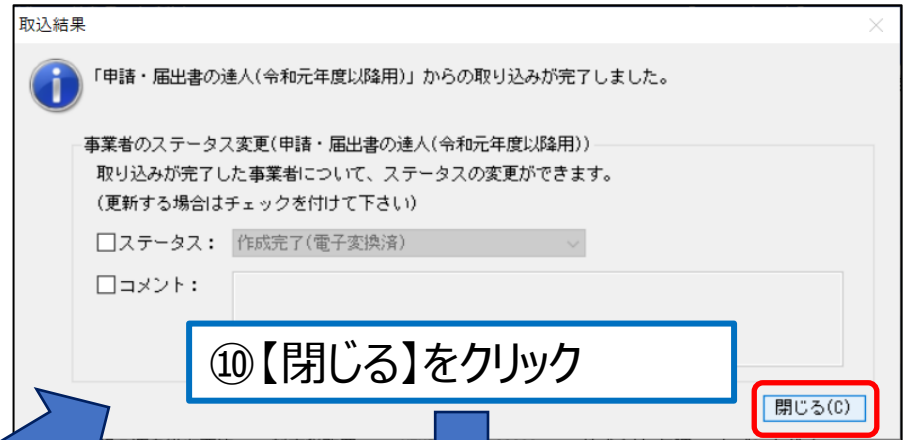 取込結果
「申請・届出書の達人(令和元年度以降用)」からの取り込みが完了しました。
事業者のステータス変更(申請・届出書の達人(令和元年度以降用))
取り込みが完了した事業者について、ステータスの変更ができます。
(更新する場合はチェックを付けて下さい)
ステータス：
作成完了(電子変換済)
コメント：
⑩【閉じる】をクリック
閉じる(C)